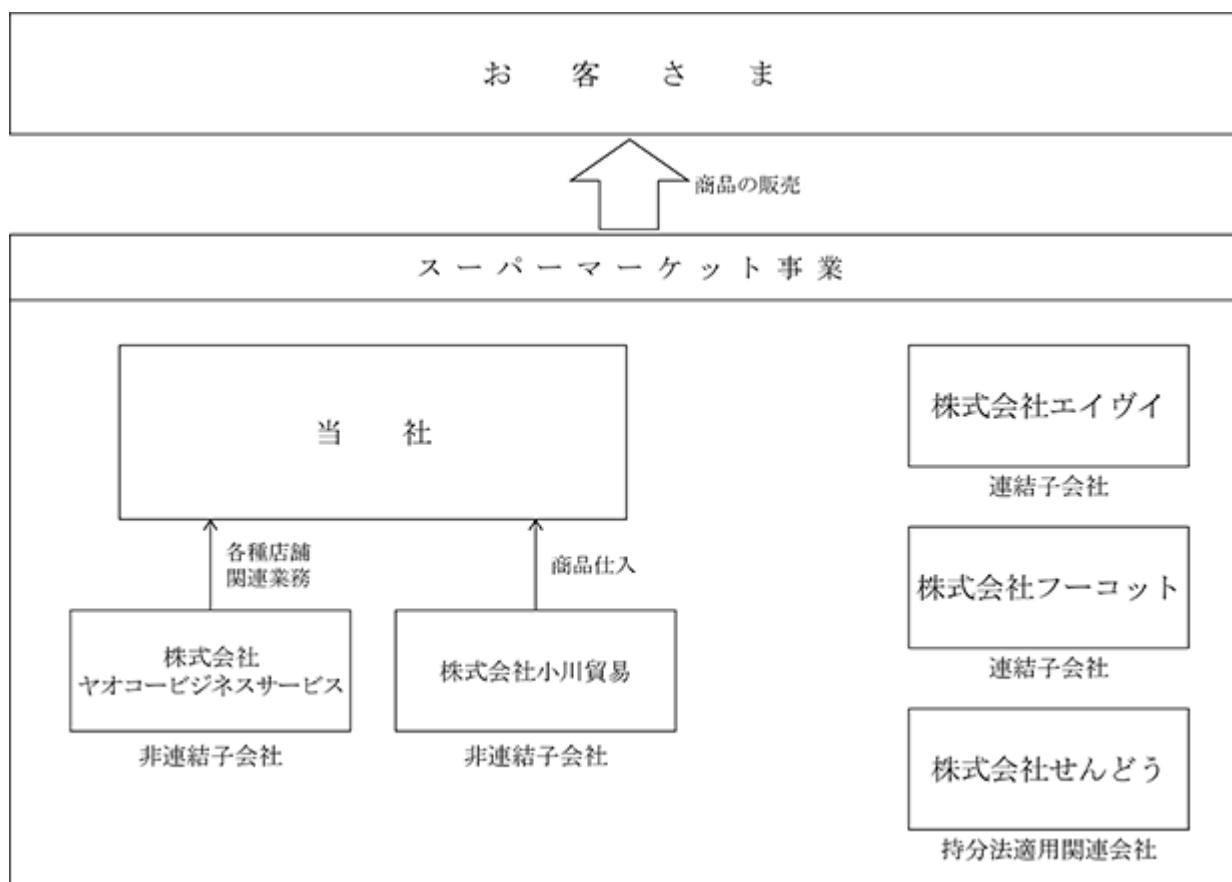 お客さま
商品の販売
スーパーマーケット事業
当社
各種店舗
関連業務
商品仕入
株式会社
ヤオコービジネスサービス
非連結子会社
株式会社小川貿易
非連結子会社
株式会社エイヴイ
連結子会社
株式会社フーコット
連結子会社
株式会社せんどう
持分法適用関連会社